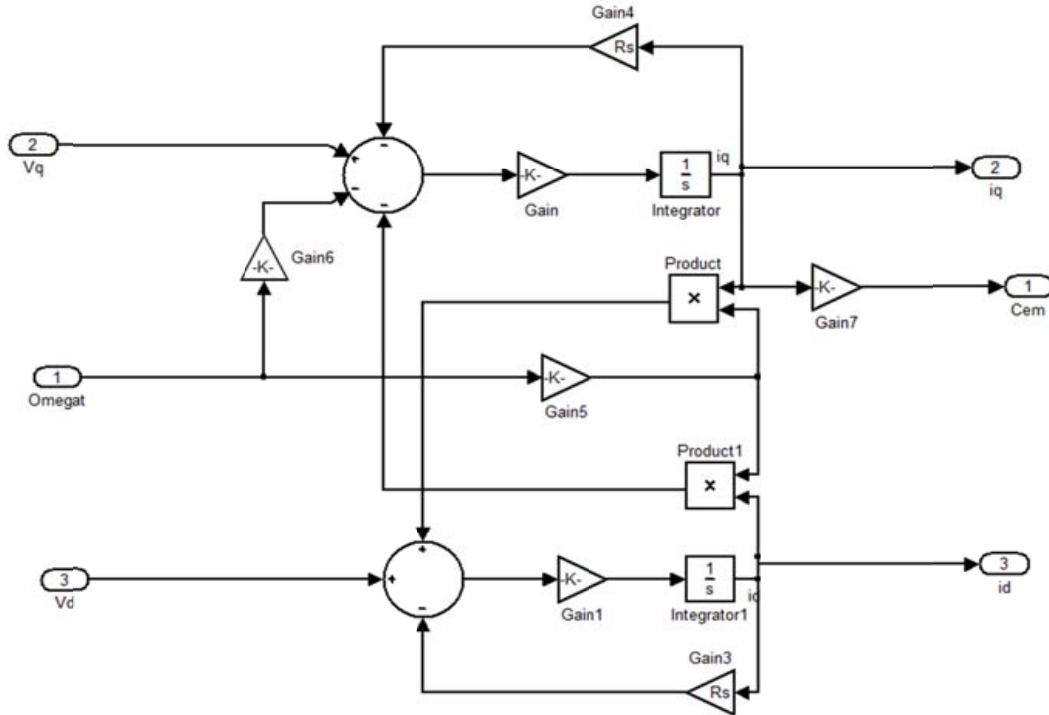 Gain4
Rs
2
Vq
+
-
-
-
-K-
Gain
iq
1
s
Integrator
2
iq
-K-
Gain6
Product
×
-K-
Gain7
1
Cem
1
Omegat
-K-
Gain5
Product1
×
3
Vd
+
+
-
-K-
Gain1
1
s
Integrator1
3
id
Gain3
Rs